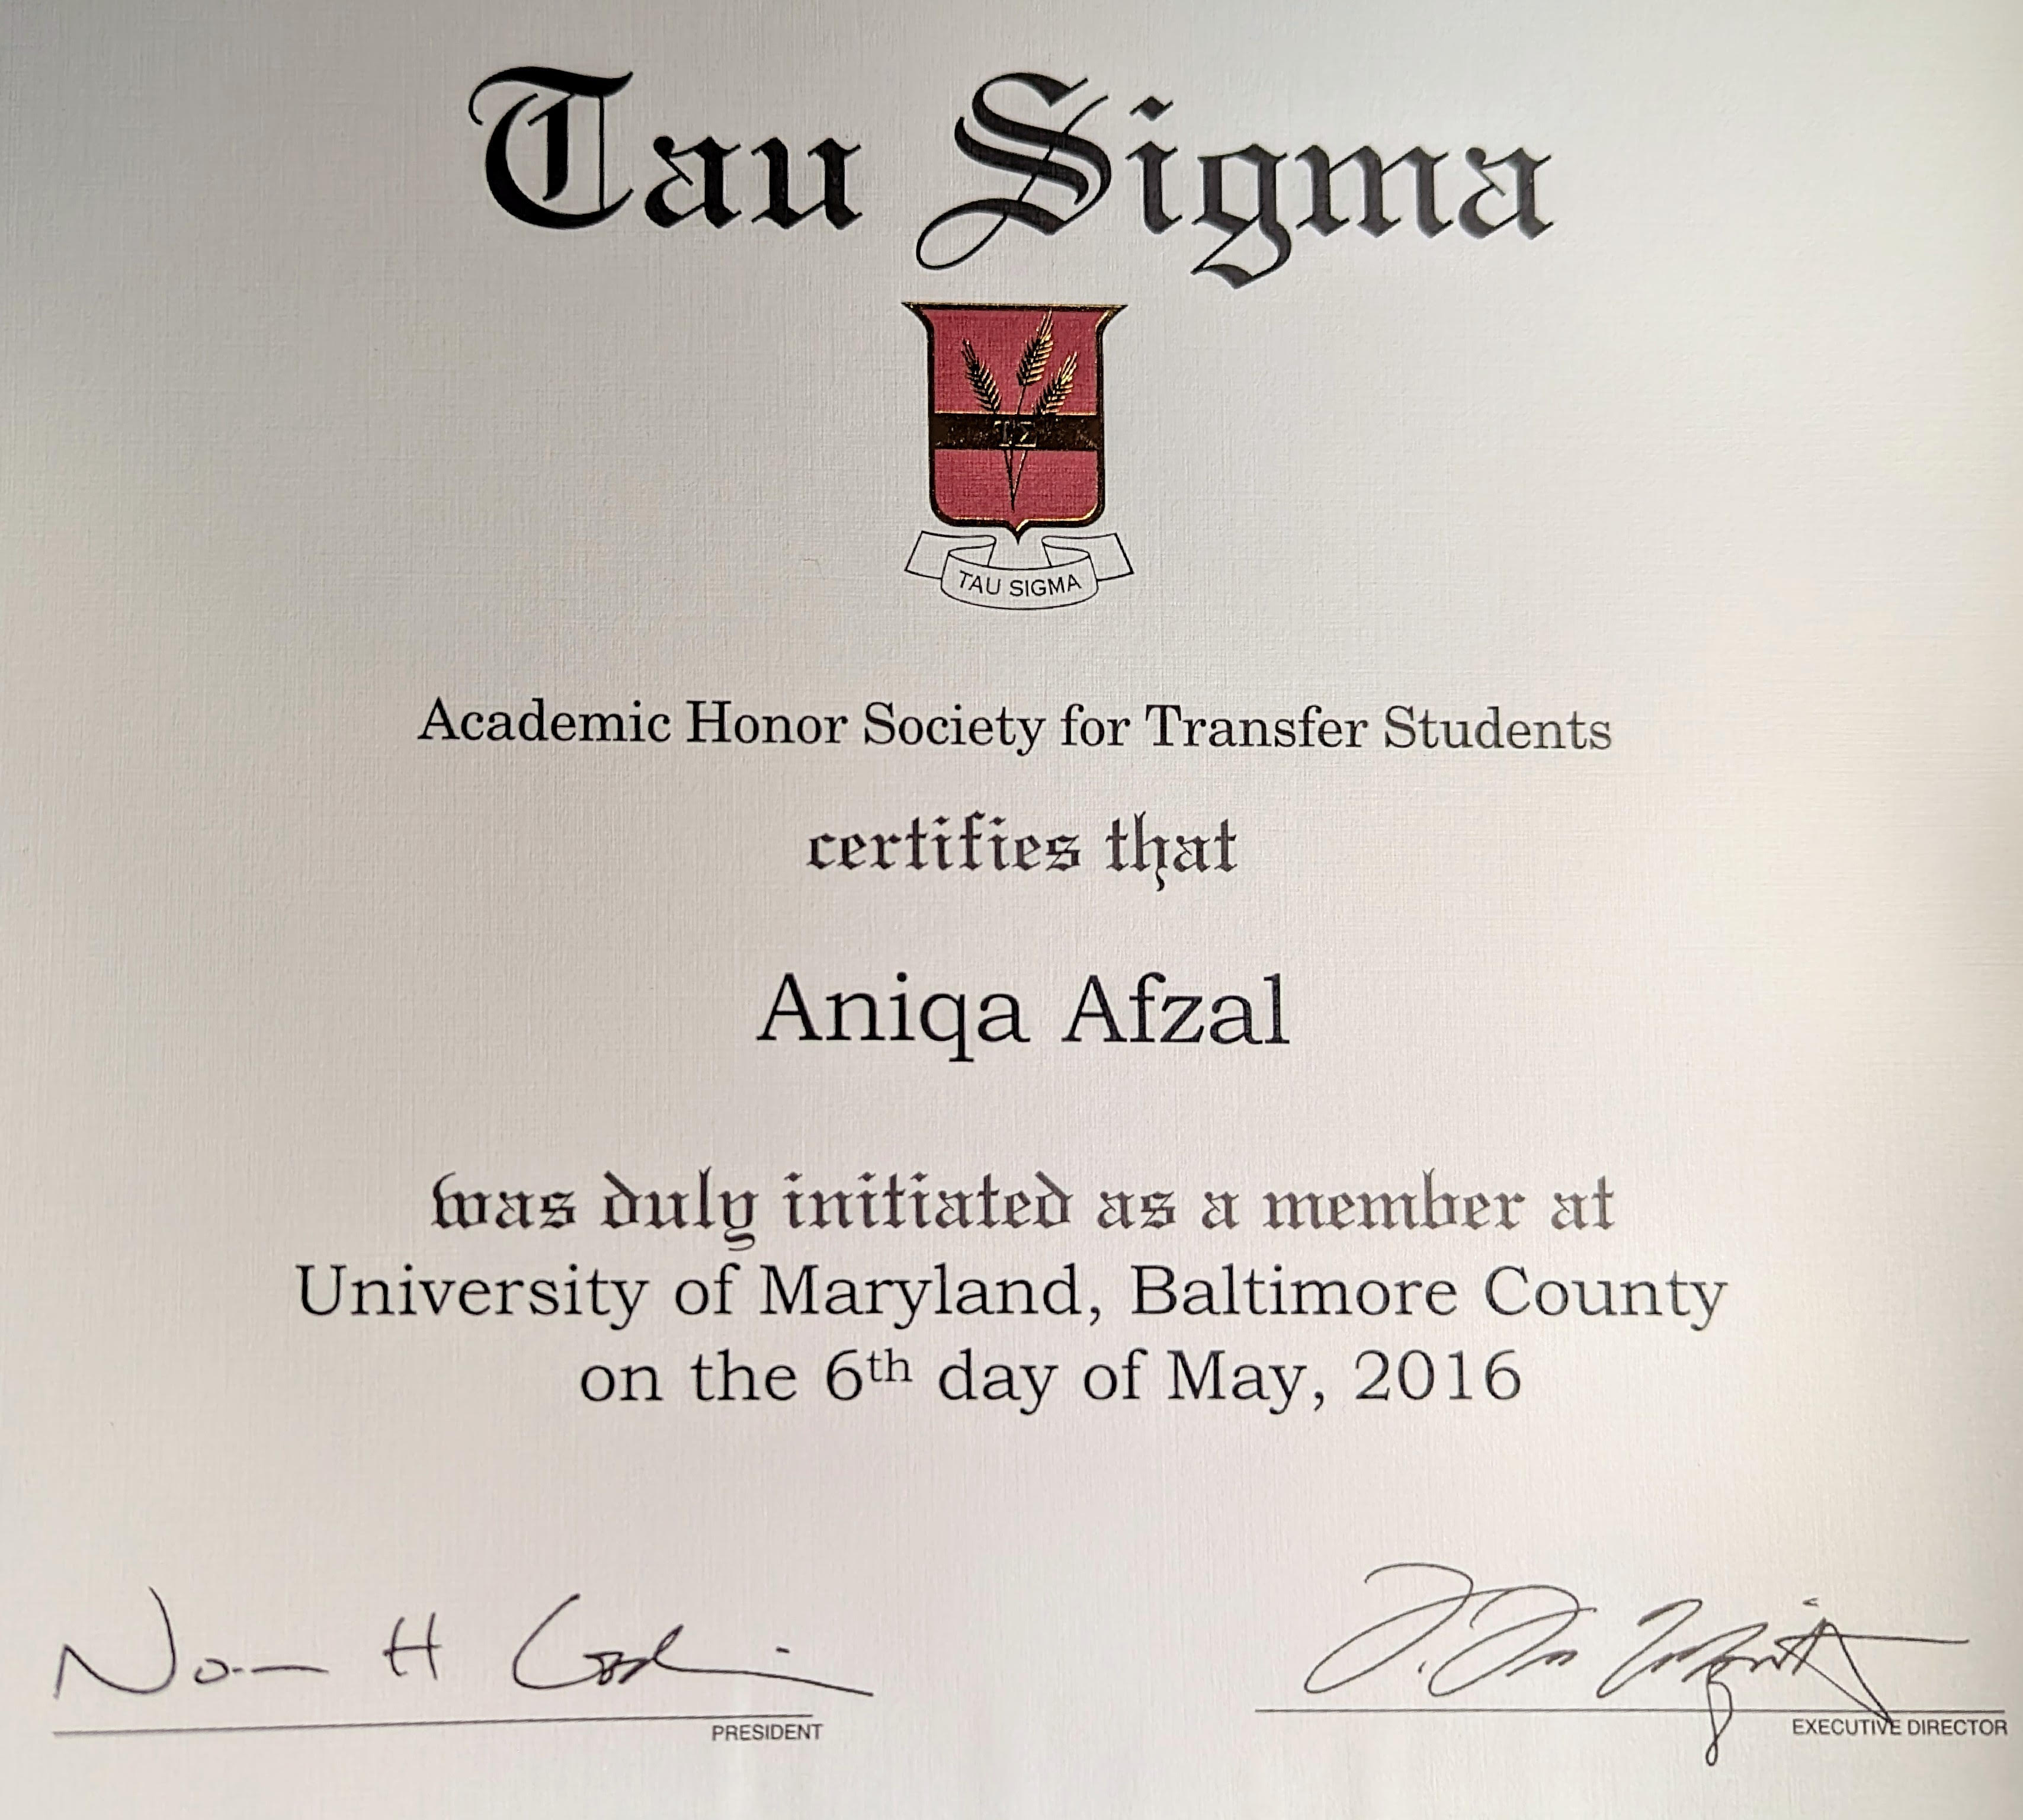 Tau Sigma
ΤΣ
TAU SIGMA
Academic Honor Society for Transfer Students
certifies that
Aniqa Afzal
was duly initiated as a member at
University of Maryland, Baltimore County
on the 6th day of May, 2016
PRESIDENT
EXECUTIVE DIRECTOR